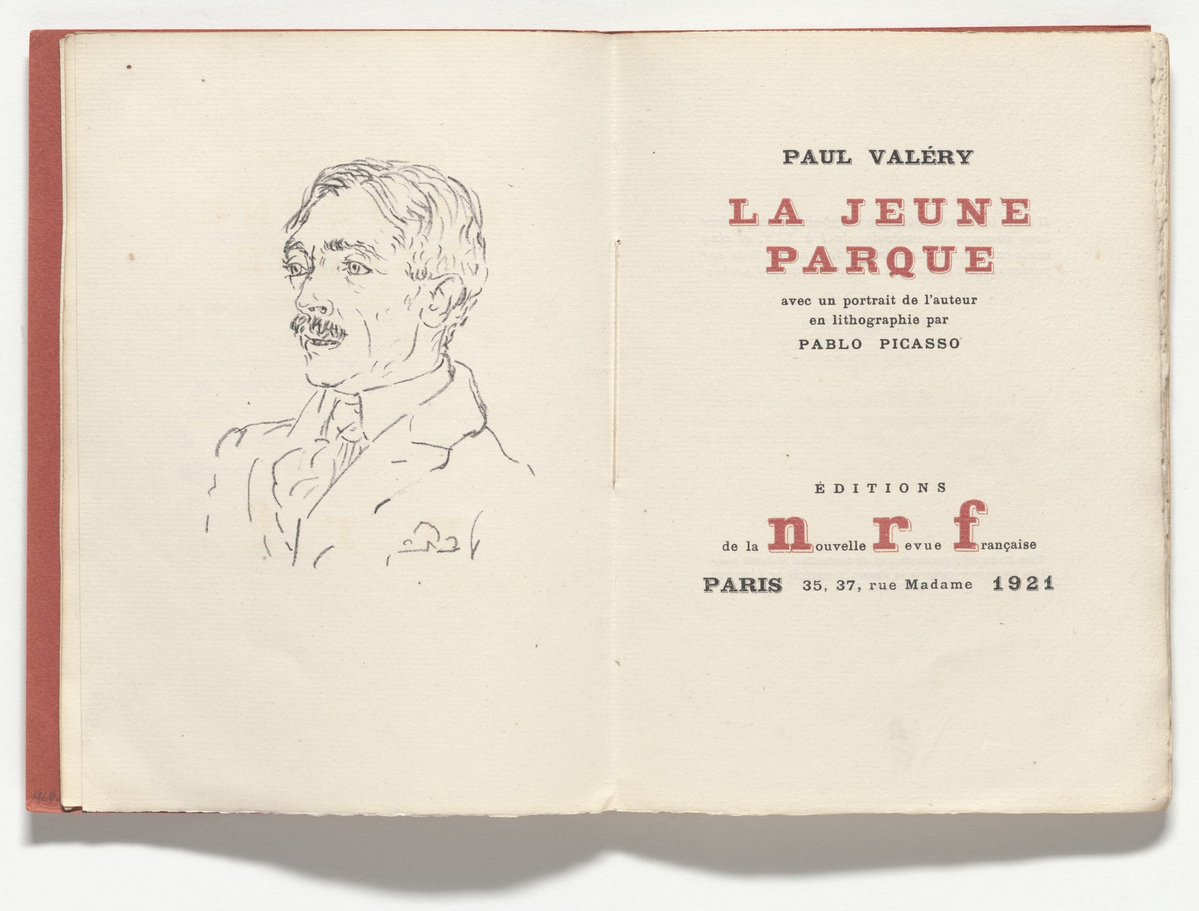 PAUL VALÉRY
LA JEUNE
PARQUE
avec un portrait de l'auteur
en lithographie par
PABLO PICASSO
ÉDITIONS
de la nouvelle revue française
PARIS 35, 37, rue Madame 1921